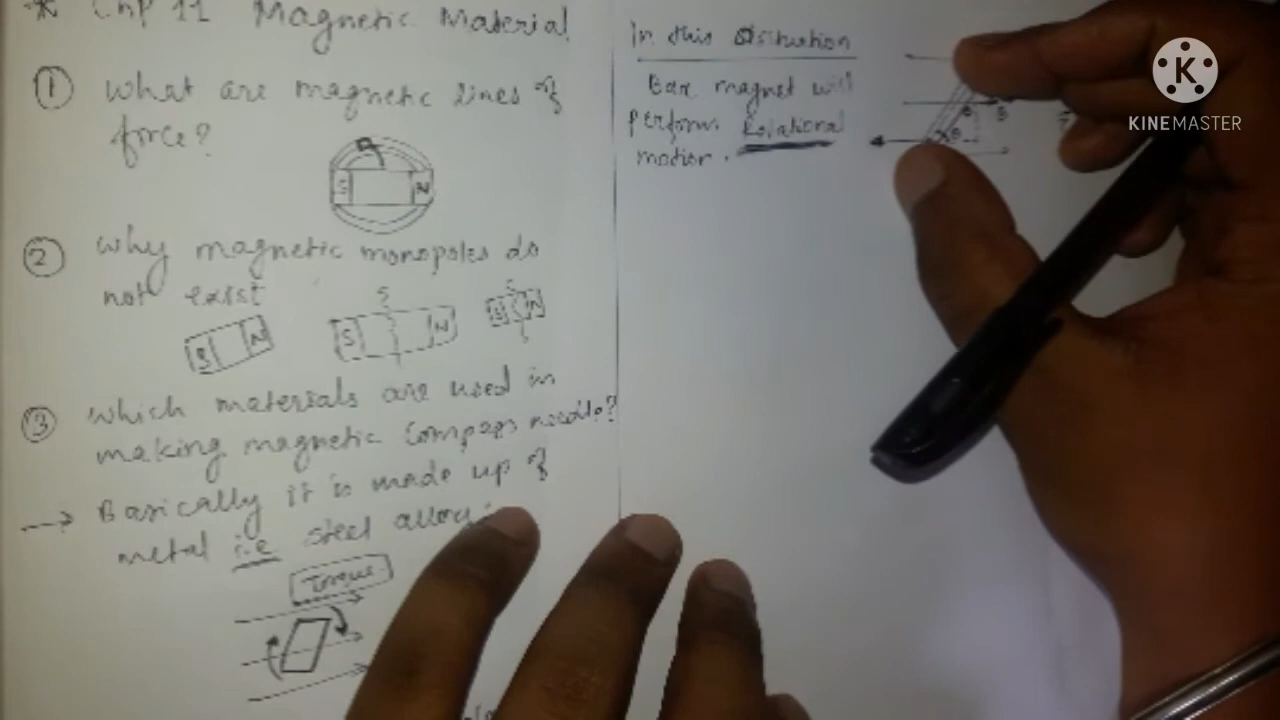 * Chp 11 Magnetic Material
① What are magnetic lines of
force?
S N
② Why magnetic monopoles do
not exist
S N
S N
S N
③ Which materials are used in
making magnetic Compass needle?
→ Basically it is made up of
metal i.e steel alloy.
Torque
In this Sistuation
Bar magnet will
perform Rotational
motion.
θ
K
KINEMASTER